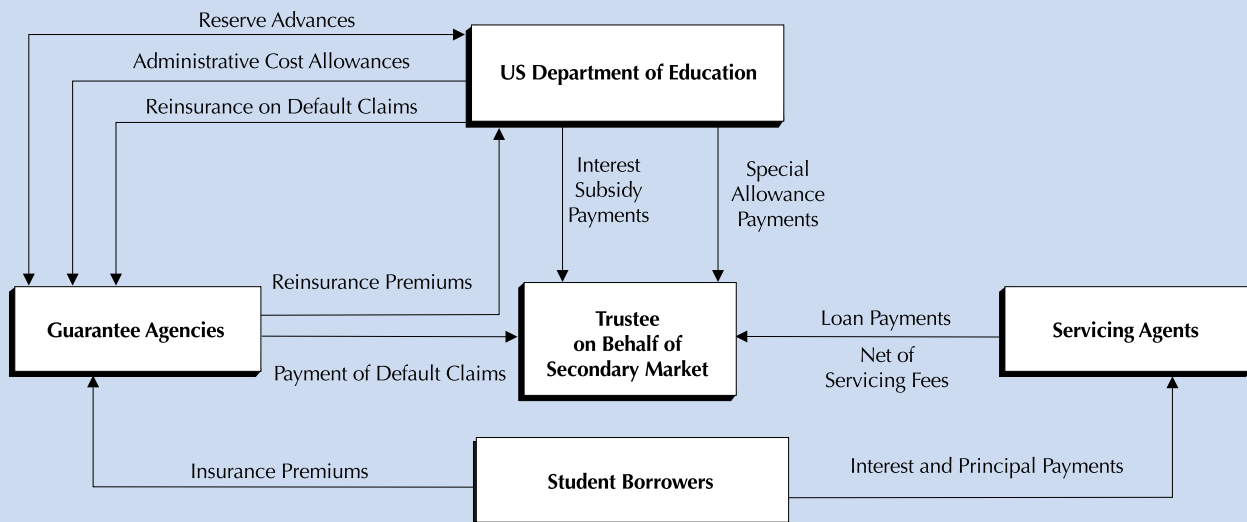 Reserve Advances
Administrative Cost Allowances
US Department of Education
Reinsurance on Default Claims
Interest
Subsidy
Payments
Special
Allowance
Payments
Reinsurance Premiums
Guarantee Agencies
Trustee
on Behalf of
Secondary Market
Loan Payments
Net of
Servicing Fees
Servicing Agents
Payment of Default Claims
Insurance Premiums
Student Borrowers
Interest and Principal Payments